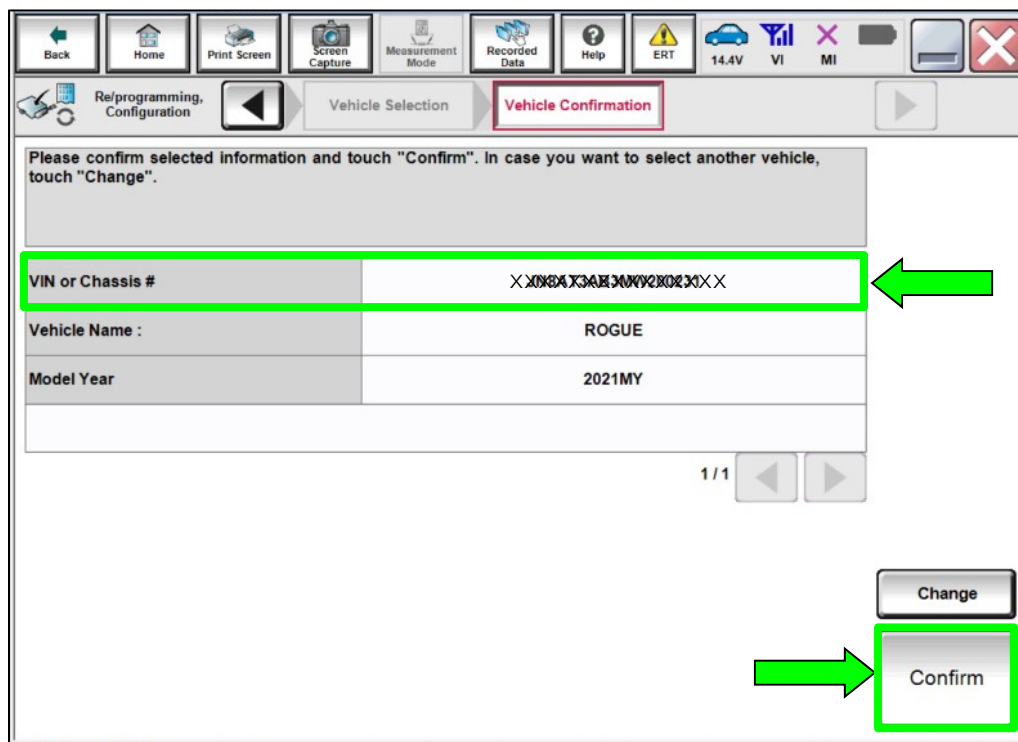 Back
Home
Print Screen
Screen
Capture
Measurement
Mode
Recorded
Data
Help
ERT
14.4V
VI
MI
Re/programming,
Configuration
Vehicle Selection
Vehicle Confirmation
Please confirm selected information and touch "Confirm". In case you want to select another vehicle,
touch "Change".
VIN or Chassis #
Vehicle Name :
ROGUE
Model Year
2021MY
1/1
Change
Confirm